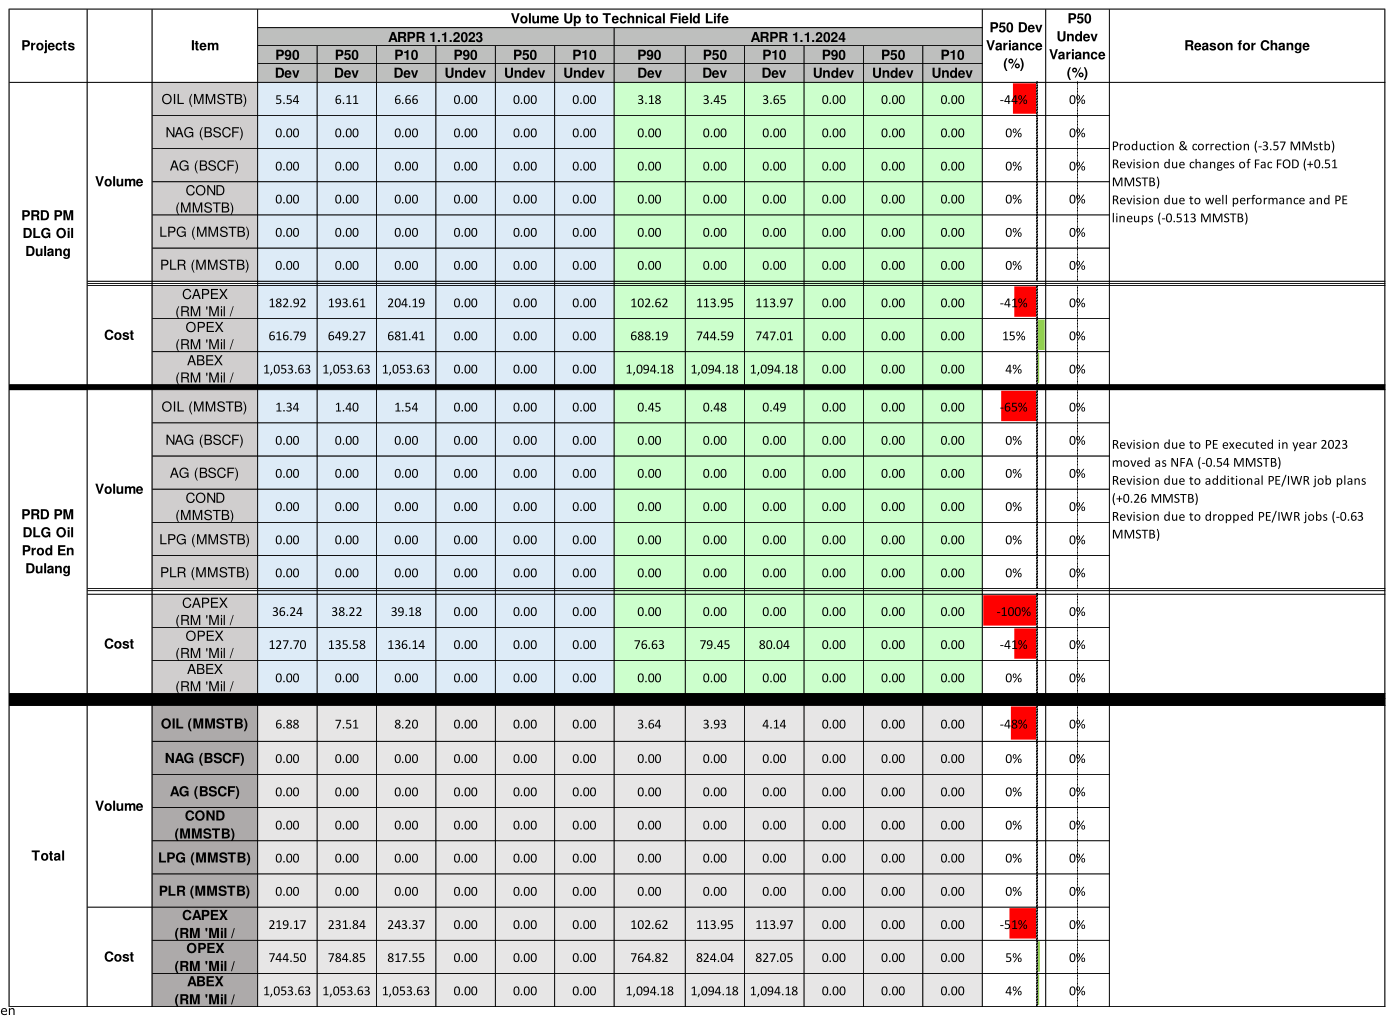 Projects Item Volume Up to Technical Field Life P50 Dev Variance (%) P50 Undev Variance (%) Reason for Change
ARPR 1.1.2023 ARPR 1.1.2024
P90 P50 P10 P90 P50 P10 P90 P50 P10 P90 P50 P10
Dev Dev Dev Undev Undev Undev Dev Dev Dev Undev Undev Undev
PRD PM DLG Oil Dulang
Volume
OIL (MMSTB) 5.54 6.11 6.66 0.00 0.00 0.00 3.18 3.45 3.65 0.00 0.00 0.00 -44% 0%
NAG (BSCF) 0.00 0.00 0.00 0.00 0.00 0.00 0.00 0.00 0.00 0.00 0.00 0.00 0% 0%
AG (BSCF) 0.00 0.00 0.00 0.00 0.00 0.00 0.00 0.00 0.00 0.00 0.00 0.00 0% 0%
COND (MMSTB) 0.00 0.00 0.00 0.00 0.00 0.00 0.00 0.00 0.00 0.00 0.00 0.00 0% 0%
LPG (MMSTB) 0.00 0.00 0.00 0.00 0.00 0.00 0.00 0.00 0.00 0.00 0.00 0.00 0% 0%
PLR (MMSTB) 0.00 0.00 0.00 0.00 0.00 0.00 0.00 0.00 0.00 0.00 0.00 0.00 0% 0%
Production & correction (-3.57 MMstb)
Revision due changes of Fac FOD (+0.51
MMSTB)
Revision due to well performance and PE
lineups (-0.513 MMSTB)
Cost
CAPEX (RM 'Mil / 182.92 193.61 204.19 0.00 0.00 0.00 102.62 113.95 113.97 0.00 0.00 0.00 -41% 0%
OPEX (RM 'Mil / 616.79 649.27 681.41 0.00 0.00 0.00 688.19 744.59 747.01 0.00 0.00 0.00 15% 0%
ABEX (RM 'Mil / 1,053.63 1,053.63 1,053.63 0.00 0.00 0.00 1,094.18 1,094.18 1,094.18 0.00 0.00 0.00 4% 0%
PRD PM DLG Oil Prod En Dulang
Volume
OIL (MMSTB) 1.34 1.40 1.54 0.00 0.00 0.00 0.45 0.48 0.49 0.00 0.00 0.00 -65% 0%
NAG (BSCF) 0.00 0.00 0.00 0.00 0.00 0.00 0.00 0.00 0.00 0.00 0.00 0.00 0% 0%
AG (BSCF) 0.00 0.00 0.00 0.00 0.00 0.00 0.00 0.00 0.00 0.00 0.00 0.00 0% 0%
COND (MMSTB) 0.00 0.00 0.00 0.00 0.00 0.00 0.00 0.00 0.00 0.00 0.00 0.00 0% 0%
LPG (MMSTB) 0.00 0.00 0.00 0.00 0.00 0.00 0.00 0.00 0.00 0.00 0.00 0.00 0% 0%
PLR (MMSTB) 0.00 0.00 0.00 0.00 0.00 0.00 0.00 0.00 0.00 0.00 0.00 0.00 0% 0%
Revision due to PE executed in year 2023
moved as NFA (-0.54 MMSTB)
Revision due to additional PE/IWR job plans
(+0.26 MMSTB)
Revision due to dropped PE/IWR jobs (-0.63
MMSTB)
Cost
CAPEX (RM 'Mil / 36.24 38.22 39.18 0.00 0.00 0.00 0.00 0.00 0.00 0.00 0.00 0.00 -100% 0%
OPEX (RM 'Mil / 127.70 135.58 136.14 0.00 0.00 0.00 76.63 79.45 80.04 0.00 0.00 0.00 -41% 0%
ABEX (RM 'Mil / 0.00 0.00 0.00 0.00 0.00 0.00 0.00 0.00 0.00 0.00 0.00 0.00 0% 0%
Total
Volume
OIL (MMSTB) 6.88 7.51 8.20 0.00 0.00 0.00 3.64 3.93 4.14 0.00 0.00 0.00 -48% 0%
NAG (BSCF) 0.00 0.00 0.00 0.00 0.00 0.00 0.00 0.00 0.00 0.00 0.00 0.00 0% 0%
AG (BSCF) 0.00 0.00 0.00 0.00 0.00 0.00 0.00 0.00 0.00 0.00 0.00 0.00 0% 0%
COND (MMSTB) 0.00 0.00 0.00 0.00 0.00 0.00 0.00 0.00 0.00 0.00 0.00 0.00 0% 0%
LPG (MMSTB) 0.00 0.00 0.00 0.00 0.00 0.00 0.00 0.00 0.00 0.00 0.00 0.00 0% 0%
PLR (MMSTB) 0.00 0.00 0.00 0.00 0.00 0.00 0.00 0.00 0.00 0.00 0.00 0.00 0% 0%
Cost
CAPEX (RM 'Mil / 219.17 231.84 243.37 0.00 0.00 0.00 102.62 113.95 113.97 0.00 0.00 0.00 -51% 0%
OPEX (RM 'Mil / 744.50 784.85 817.55 0.00 0.00 0.00 764.82 824.04 827.05 0.00 0.00 0.00 5% 0%
ABEX (RM 'Mil / 1,053.63 1,053.63 1,053.63 0.00 0.00 0.00 1,094.18 1,094.18 1,094.18 0.00 0.00 0.00 4% 0%
en